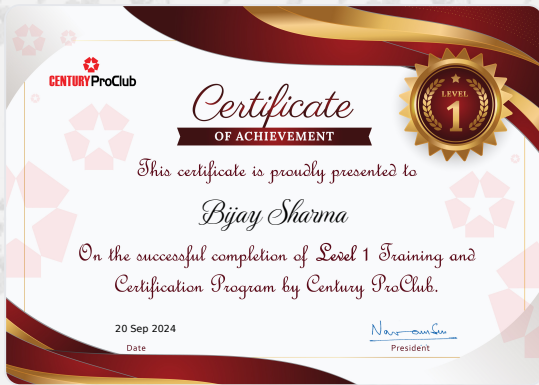 CENTURY ProClub
Certificate
OF ACHIEVEMENT
LEVEL
1
This certificate is proudly presented to
Bijay Sharma
On the successful completion of Level 1 Training and
Certification Program by Century ProClub.
20 Sep 2024
Date
President